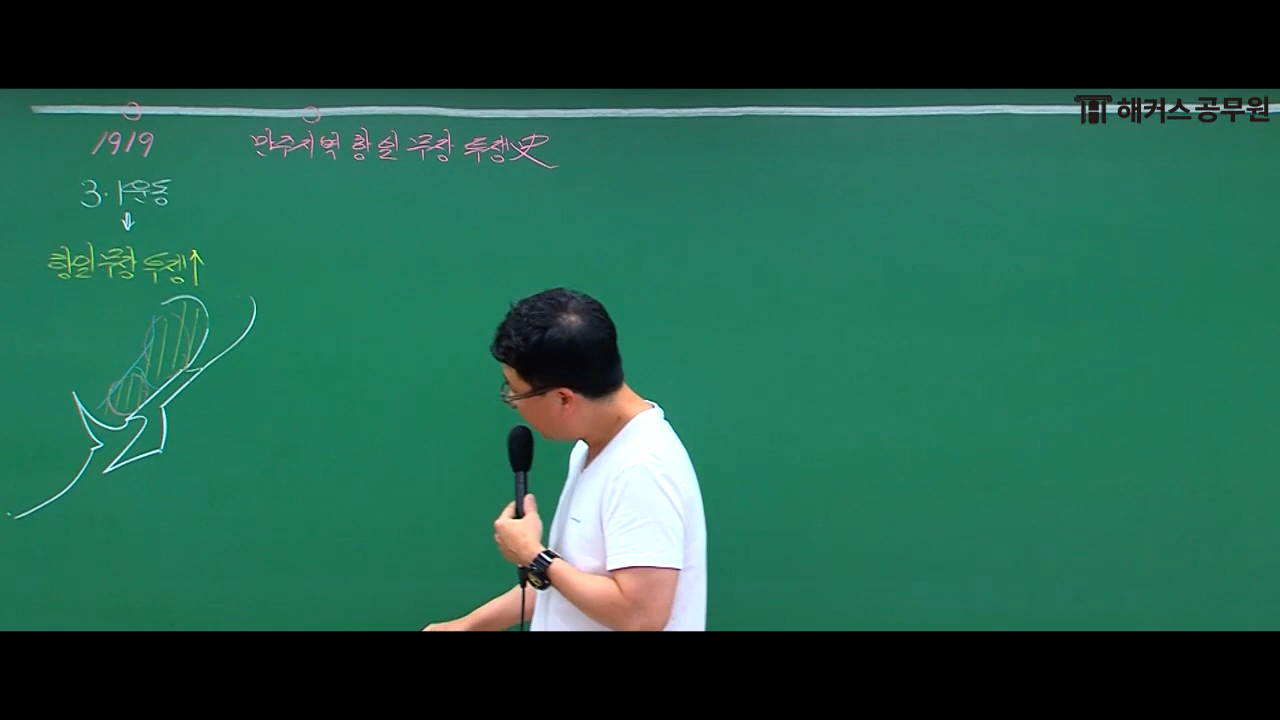 해커스공무원
1919
만주지역 항일 무장 투쟁史
3·1운동
↓
항일 무장 투쟁↑